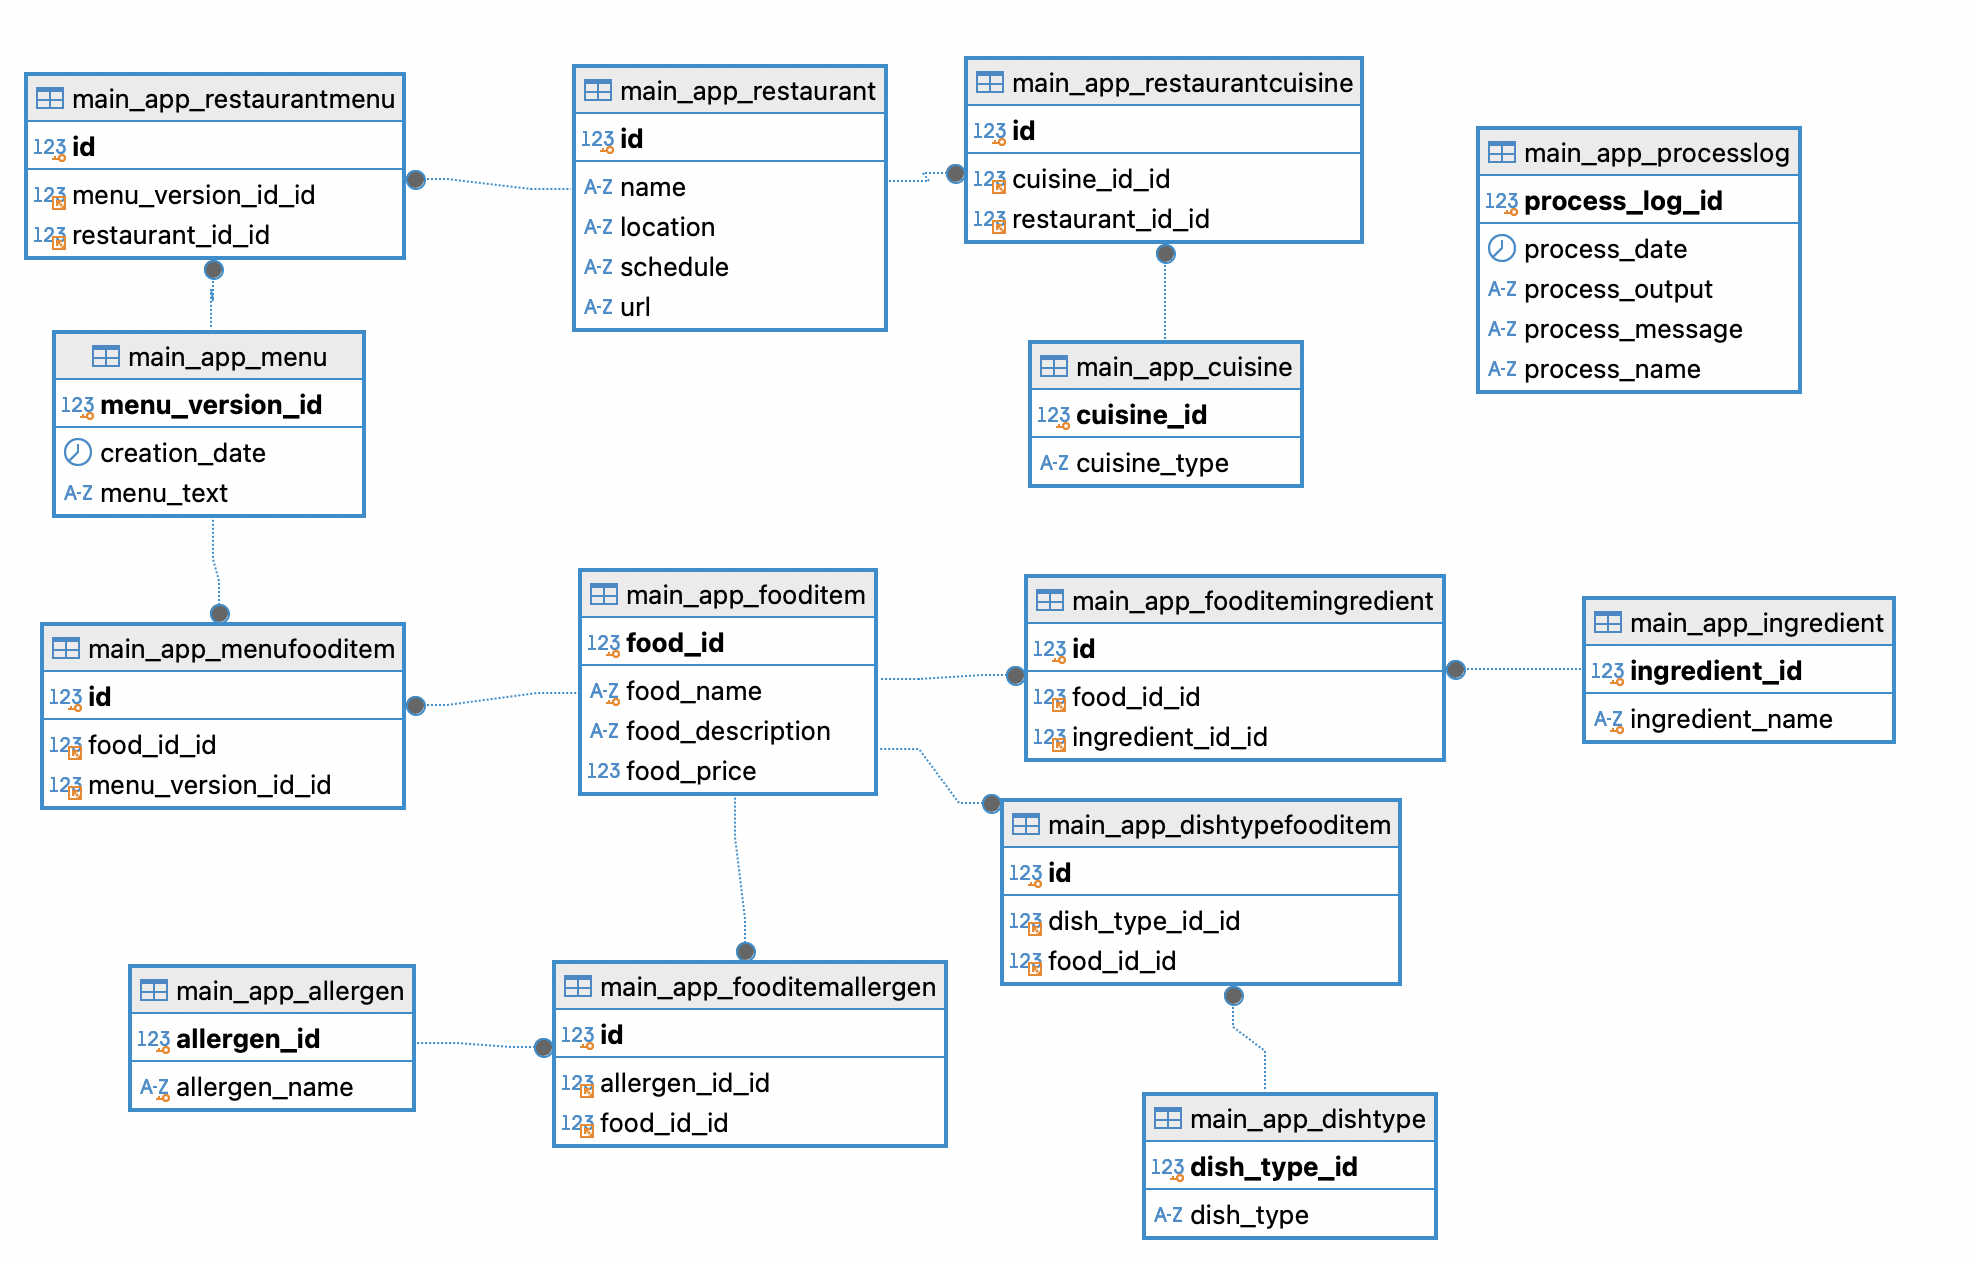 main_app_restaurantmenu
123 id
123 menu_version_id_id
123 restaurant_id_id
main_app_restaurant
123 id
A-Z name
A-Z location
A-Z schedule
A-Z url
main_app_restaurantcuisine
123 id
123 cuisine_id_id
123 restaurant_id_id
main_app_processlog
123 process_log_id
process_date
A-Z process_output
A-Z process_message
A-Z process_name
main_app_menu
123 menu_version_id
creation_date
A-Z menu_text
main_app_cuisine
123 cuisine_id
A-Z cuisine_type
main_app_menufooditem
123 id
123 food_id_id
123 menu_version_id_id
main_app_fooditem
123 food_id
A-Z food_name
A-Z food_description
123 food_price
main_app_fooditemingredient
123 id
123 food_id_id
123 ingredient_id_id
main_app_ingredient
123 ingredient_id
A-Z ingredient_name
main_app_dishtypefooditem
123 id
123 dish_type_id_id
123 food_id_id
main_app_allergen
123 allergen_id
A-Z allergen_name
main_app_fooditemallergen
123 id
123 allergen_id_id
123 food_id_id
main_app_dishtype
123 dish_type_id
A-Z dish_type